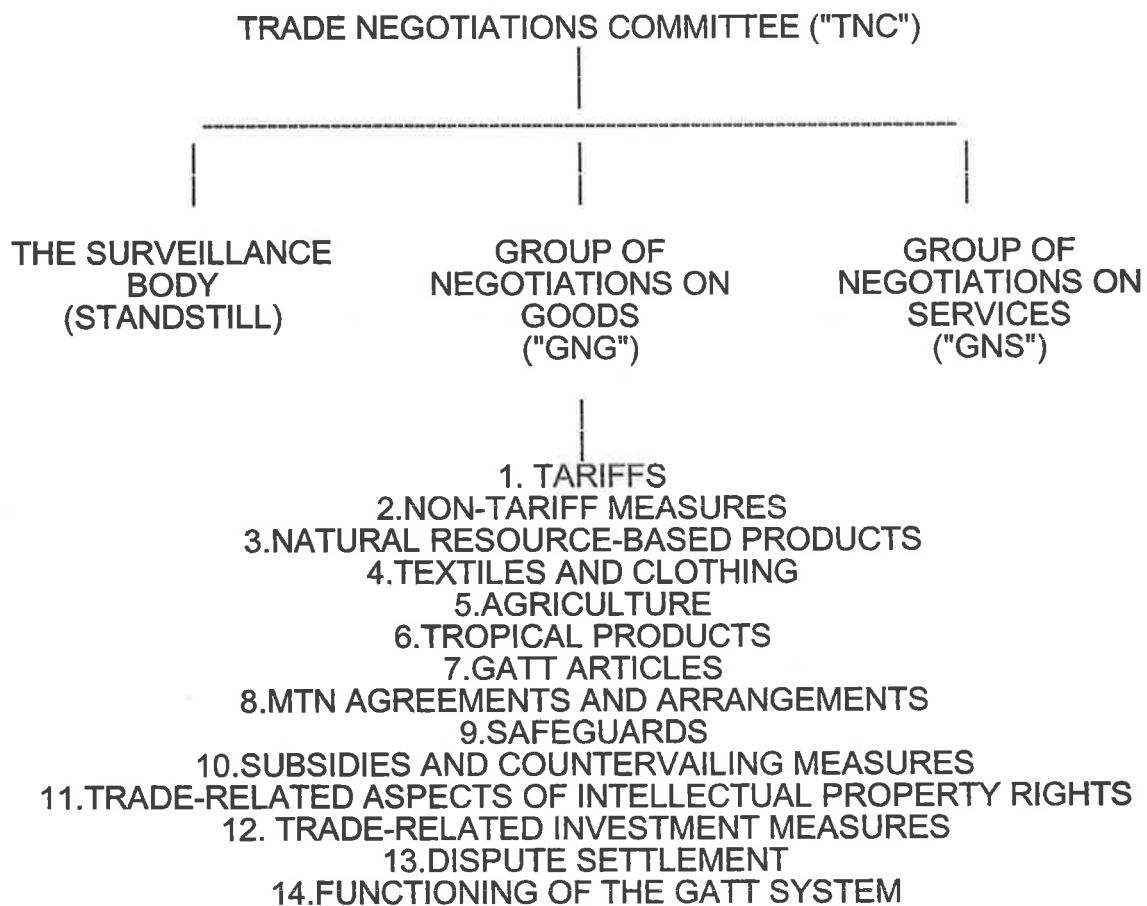 TRADE NEGOTIATIONS COMMITTEE ("TNC")
THE SURVEILLANCE
BODY
(STANDSTILL)
GROUP OF
NEGOTIATIONS ON
GOODS
("GNG")
GROUP OF
NEGOTIATIONS ON
SERVICES
("GNS")
1. TARIFFS
2.NON-TARIFF MEASURES
3.NATURAL RESOURCE-BASED PRODUCTS
4.TEXTILES AND CLOTHING
5.AGRICULTURE
6.TROPICAL PRODUCTS
7.GATT ARTICLES
8.MTN AGREEMENTS AND ARRANGEMENTS
9.SAFEGUARDS
10.SUBSIDIES AND COUNTERVAILING MEASURES
11.TRADE-RELATED ASPECTS OF INTELLECTUAL PROPERTY RIGHTS
12. TRADE-RELATED INVESTMENT MEASURES
13.DISPUTE SETTLEMENT
14.FUNCTIONING OF THE GATT SYSTEM